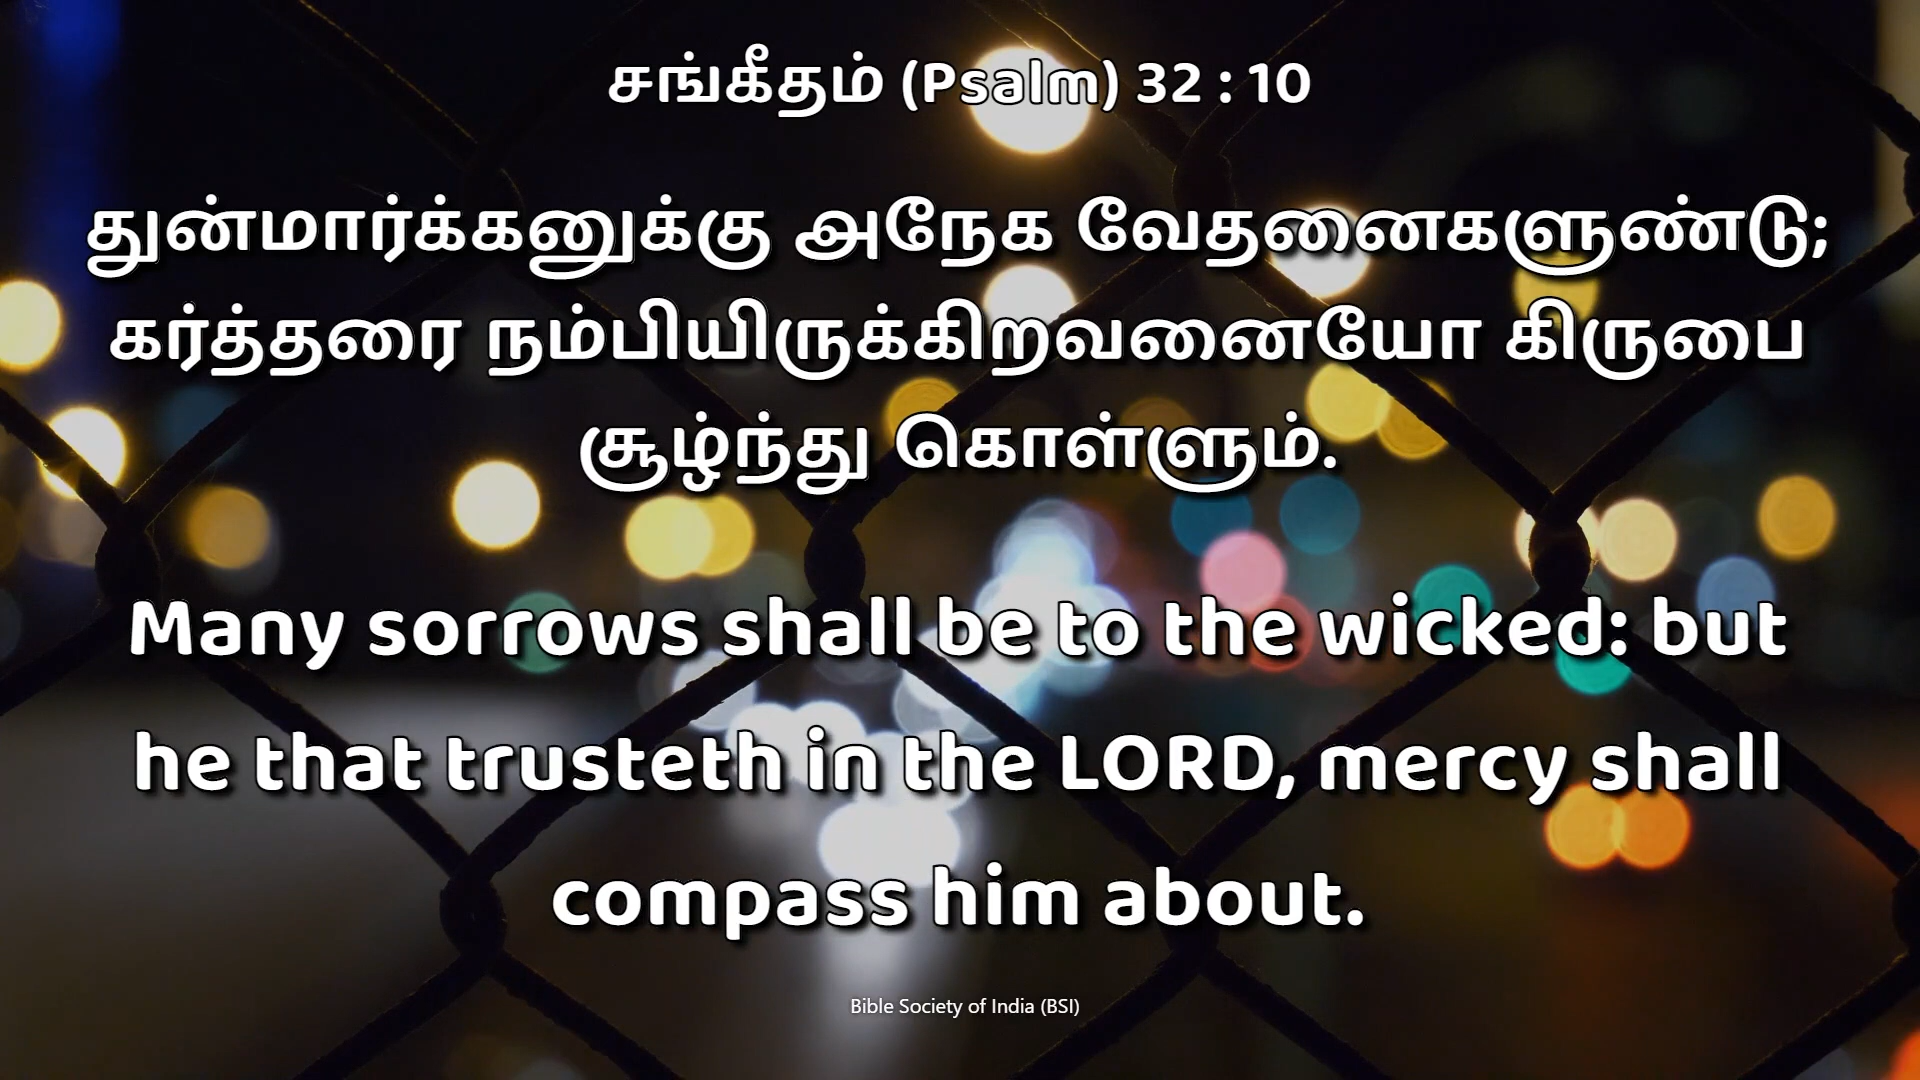 சங்கீதம் (Psalm) 32 : 10
துன்மார்க்கனுக்கு அநேக வேதனைகளுண்டு;
கர்த்தரை நம்பியிருக்கிறவனையோ கிருபை
சூழ்ந்து கொள்ளும்.
Many sorrows shall be to the wicked: but
he that trusteth in the LORD, mercy shall
compass him about.
Bible Society of India (BSI)